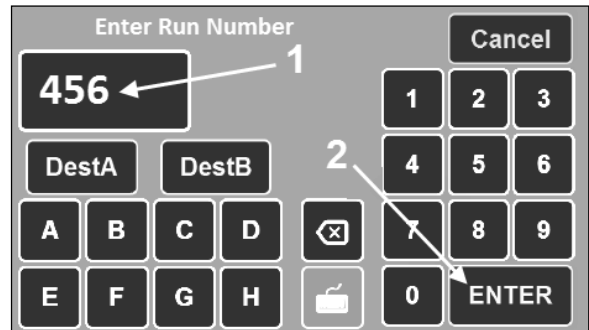 Enter Run Number
Cancel
1
456
1 2 3
DestA DestB
2
4 5 6
A B C D
7 8 9
E F G H
0 ENTER